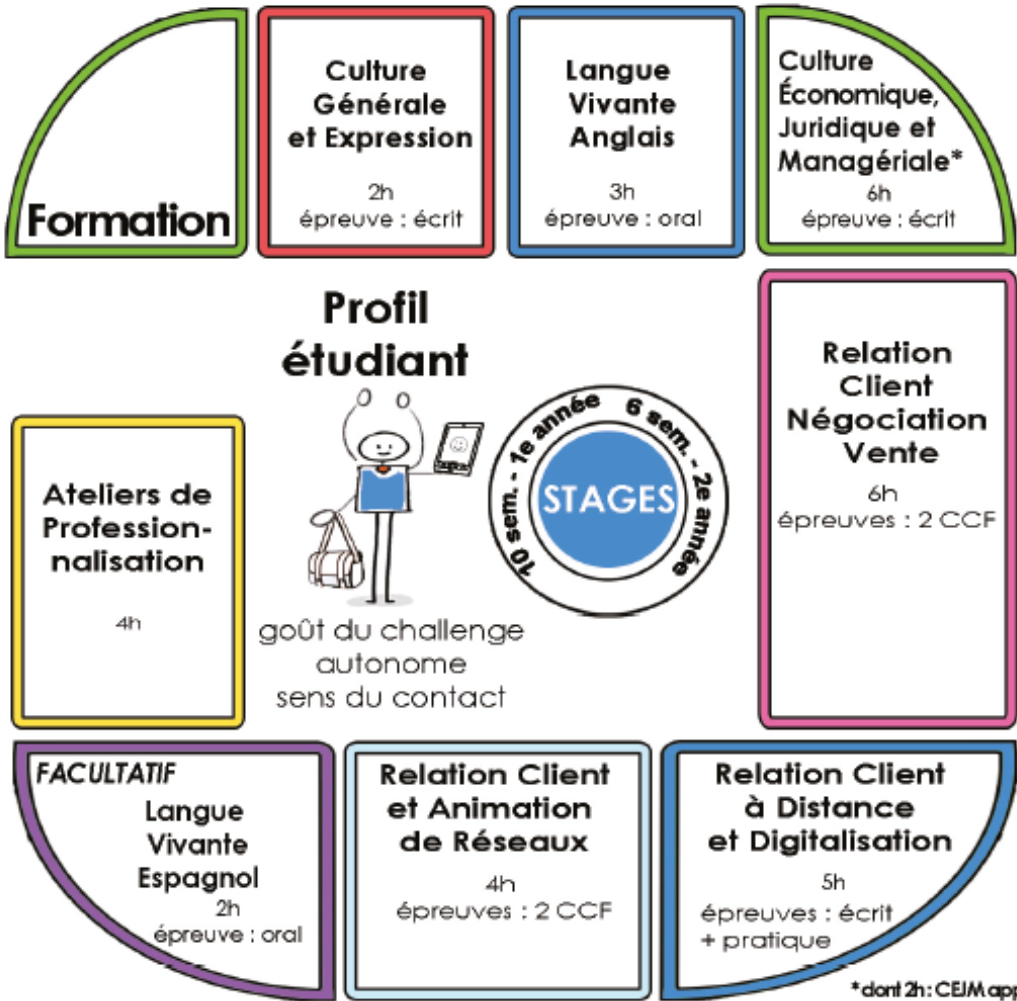 Formation
Culture
Générale
et Expression
2h
épreuve : écrit
Langue
Vivante
Anglais
3h
épreuve : oral
Culture
Économique,
Juridique et
Managériale*
6h
épreuve : écrit
Profil
étudiant
goût du challenge
autonome
sens du contact
10 sem. - 1e année
6 sem. - 2e année
STAGES
Relation
Client
Négociation
Vente
6h
épreuves : 2 CCF
Ateliers de
Profession-
nalisation
4h
FACULTATIF
Langue
Vivante
Espagnol
2h
épreuve : oral
Relation Client
et Animation
de Réseaux
4h
épreuves : 2 CCF
Relation Client
à Distance
et Digitalisation
5h
épreuves : écrit
+ pratique
*dont 2h : CEJM app